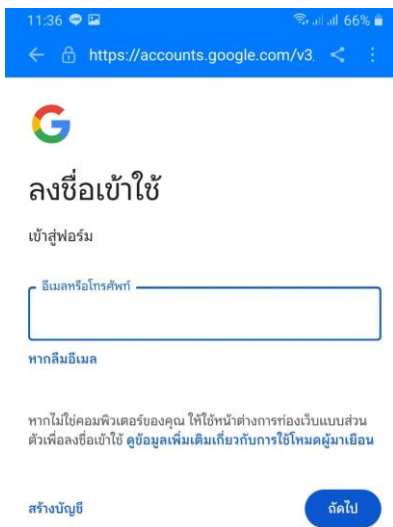 11:36 66%
https://accounts.google.com/v3
G
ลงชื่อเข้าใช้
เข้าสู่ฟอร์ม
อีเมลหรือโทรศัพท์
หากลืมอีเมล
หากไม่ใช่คอมพิวเตอร์ของคุณ ให้ใช้หน้าต่างการท่องเว็บแบบส่วน
ตัวเพื่อลงชื่อเข้าใช้ ดูข้อมูลเพิ่มเติมเกี่ยวกับการใช้โหมดผู้มาเยือน
สร้างบัญชี ถัดไป